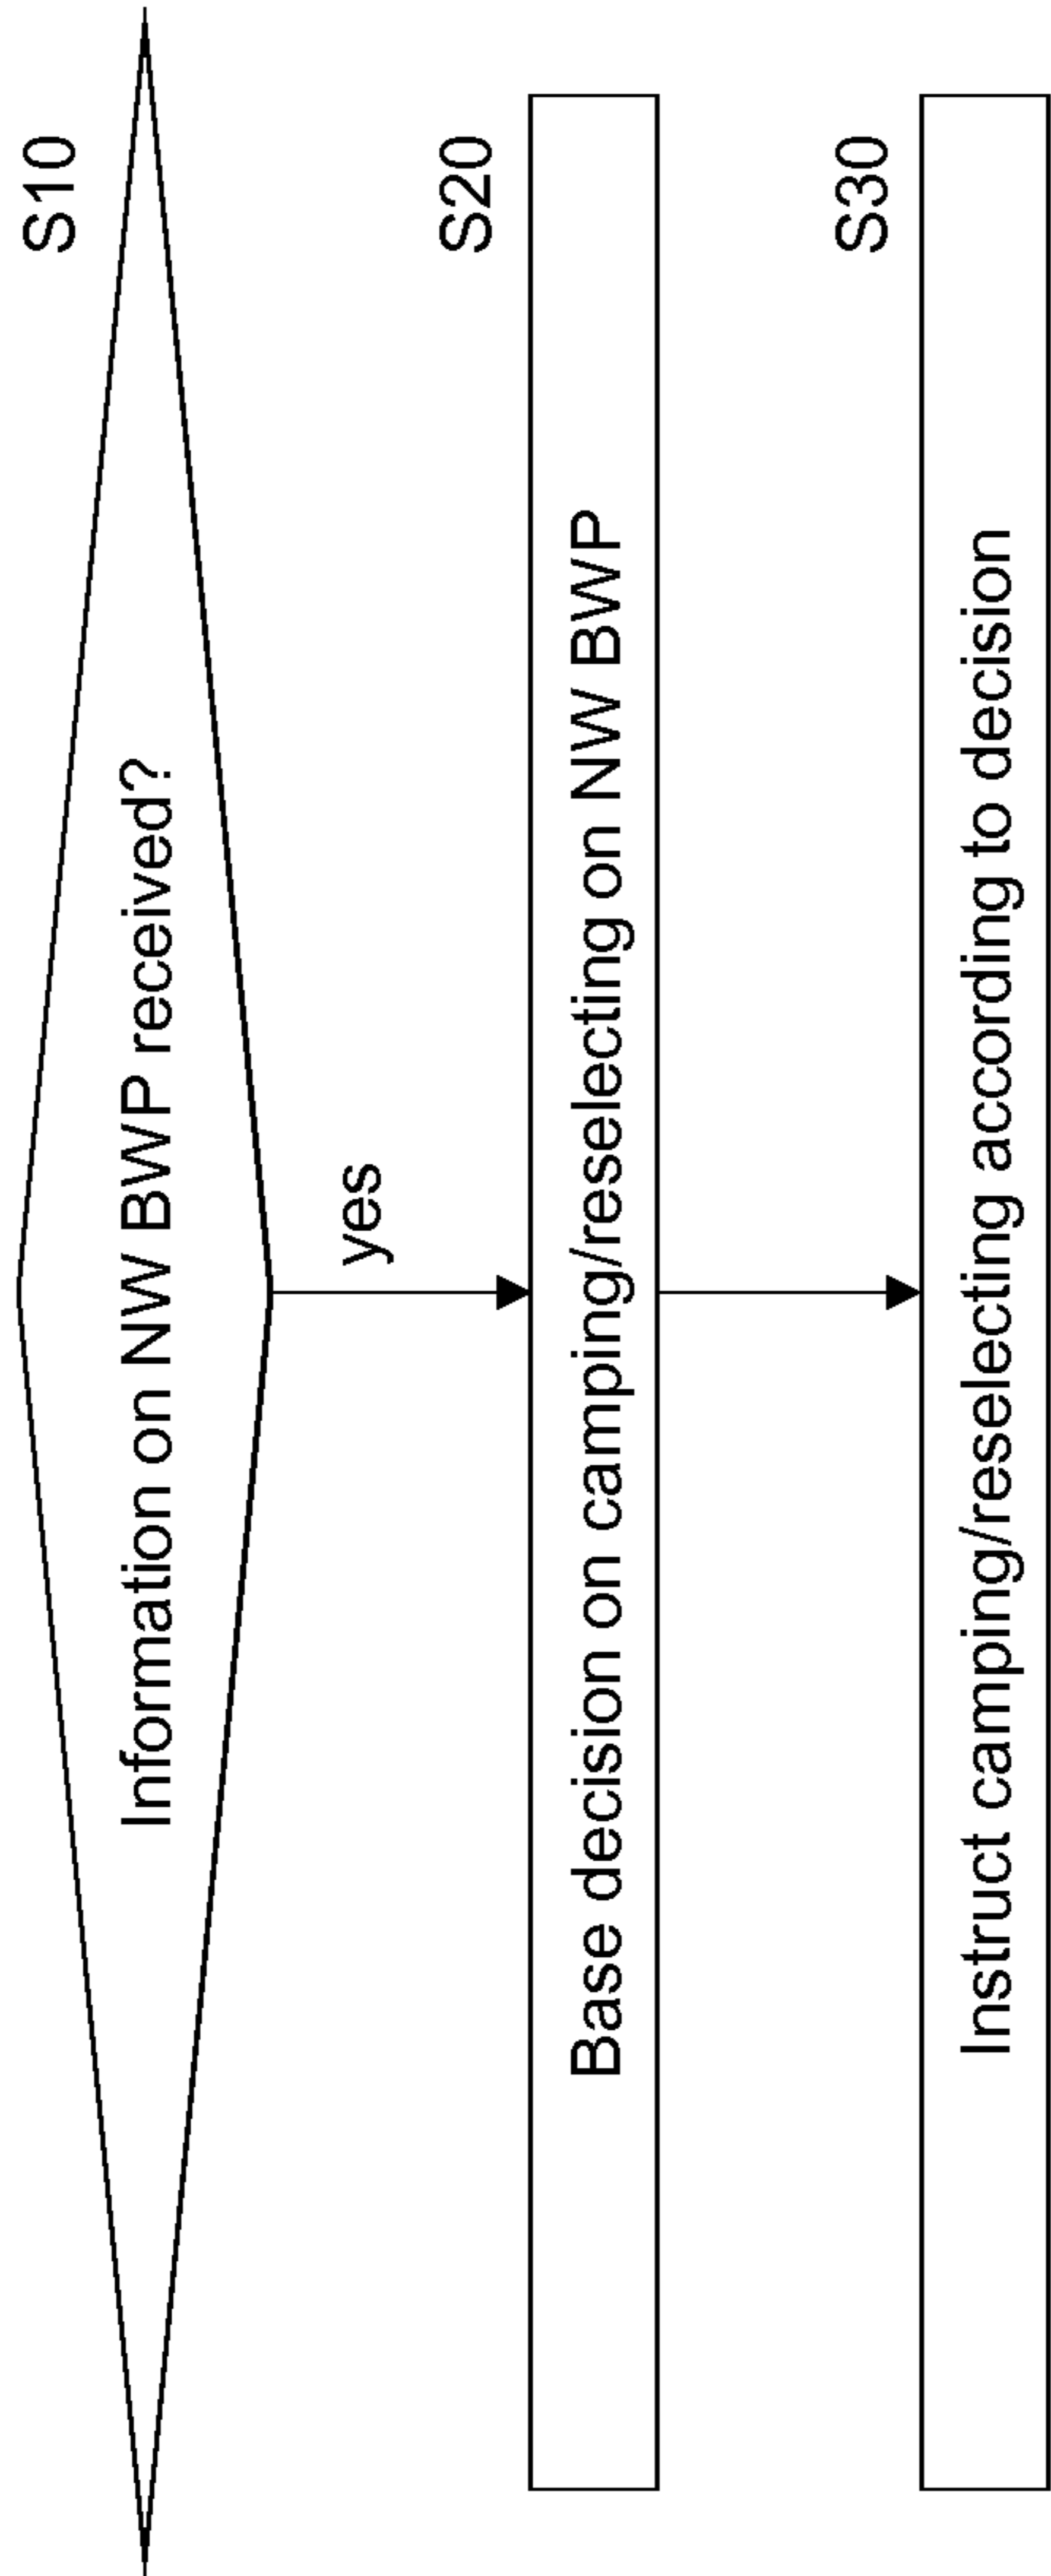 S10
Information on NW BWP received?
yes
S20
Base decision on camping/reselecting on NW BWP
S30
Instruct camping/reselecting according to decision